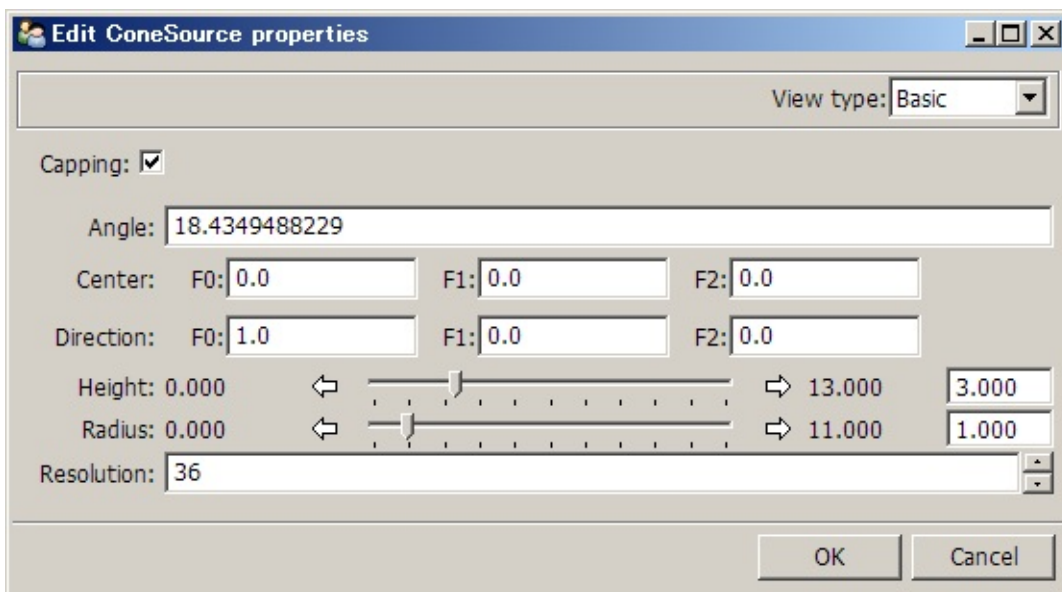 Edit ConeSource properties
View type: Basic
Capping:
Angle: 18.4349488229
Center: F0: 0.0 F1: 0.0 F2: 0.0
Direction: F0: 1.0 F1: 0.0 F2: 0.0
Height: 0.000 13.000 3.000
Radius: 0.000 11.000 1.000
Resolution: 36
OK Cancel